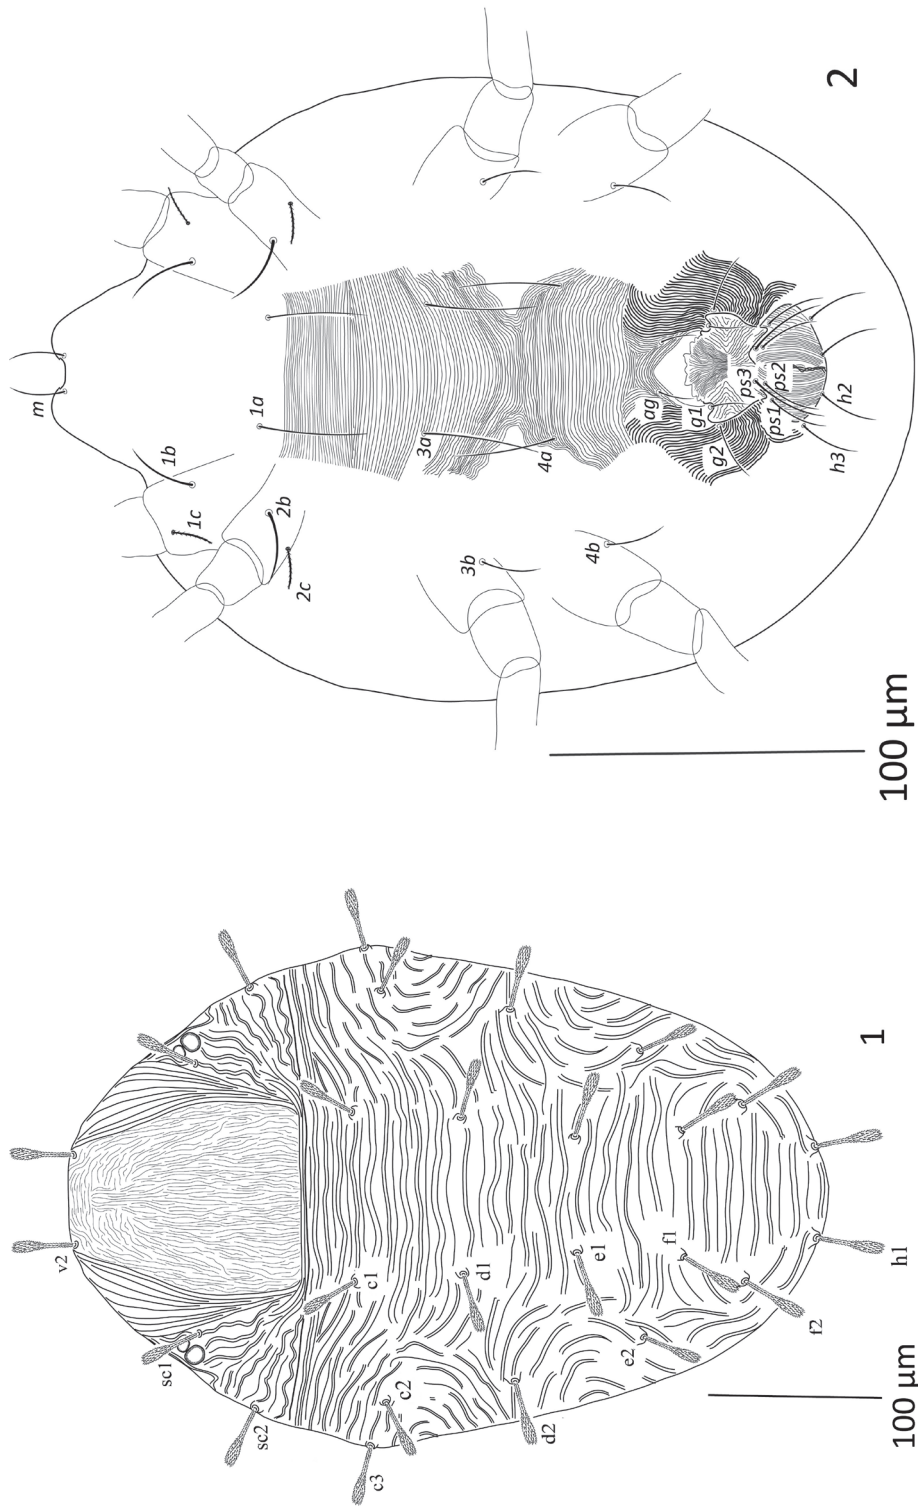 v2
sc1
sc2
c1
c2
c3
d1
d2
e1
e2
f1
f2
h1
100 µm
1
m
1a
1b
1c
2b
2c
3a
3b
4a
4b
ag
g1
g2
ps3
ps2
ps1
h2
h3
100 µm
2